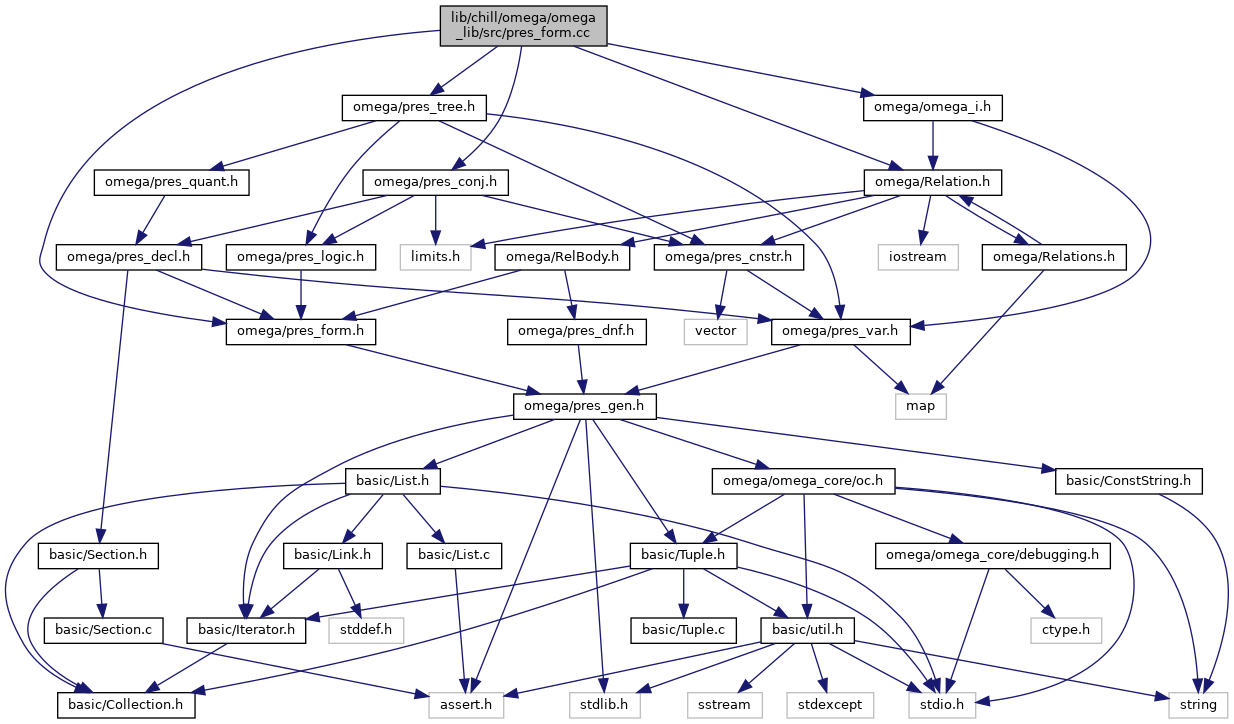 lib/chill/omega/omega
_lib/src/pres_form.cc
omega/pres_tree.h
omega/omega_i.h
omega/pres_quant.h
omega/pres_conj.h
omega/Relation.h
omega/pres_decl.h
omega/pres_logic.h
limits.h
omega/RelBody.h
omega/pres_cnstr.h
iostream
omega/Relations.h
omega/pres_form.h
omega/pres_dnf.h
vector
omega/pres_var.h
omega/pres_gen.h
map
basic/List.h
omega/omega_core/oc.h
basic/ConstString.h
basic/Section.h
basic/Link.h
basic/List.c
basic/Tuple.h
omega/omega_core/debugging.h
basic/Section.c
basic/Iterator.h
stddef.h
basic/Tuple.c
basic/util.h
ctype.h
basic/Collection.h
assert.h
stdlib.h
sstream
stdexcept
stdio.h
string